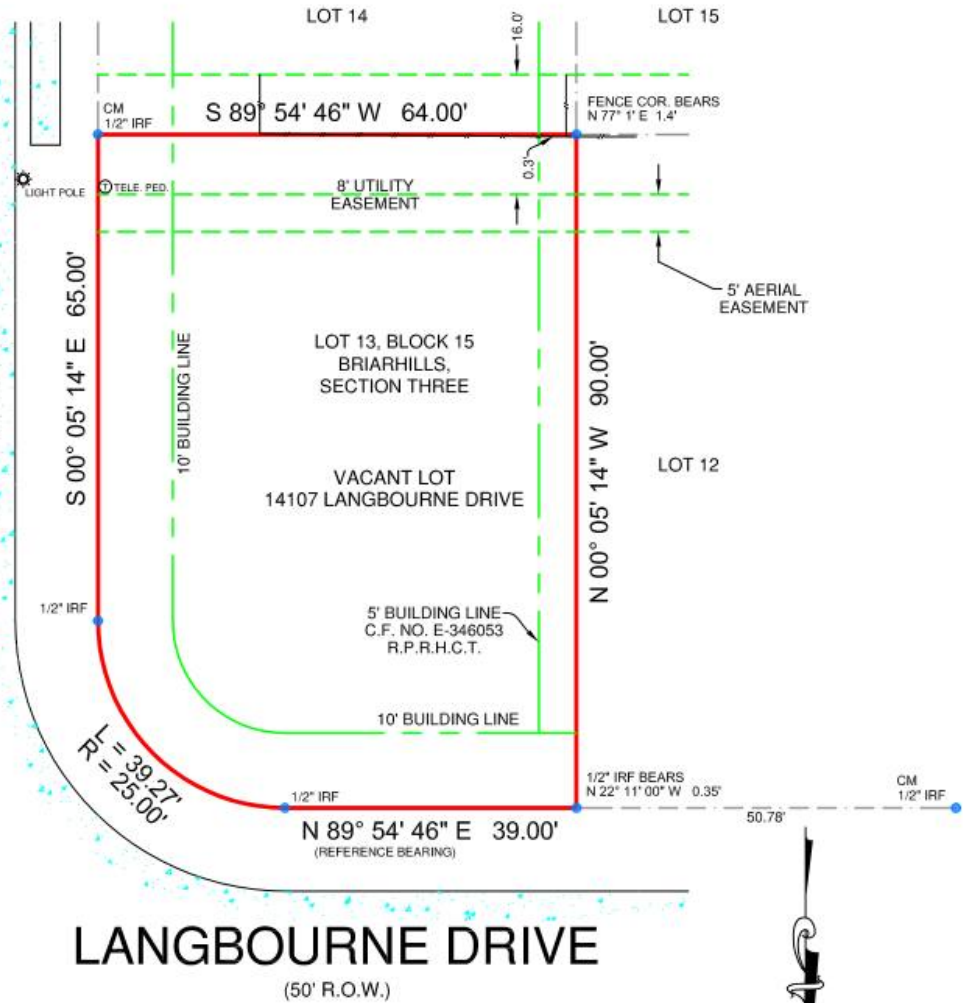 LOT 14
LOT 15
16.0'
CM
1/2" IRF
S 89° 54' 46" W 64.00'
FENCE COR. BEARS
N 77° 1' E 1.4'
0.3'
LIGHT POLE
T TELE. PED.
8' UTILITY
EASEMENT
5' AERIAL
EASEMENT
S 00° 05' 14" E 65.00'
10' BUILDING LINE
LOT 13, BLOCK 15
BRIARHILLS,
SECTION THREE
VACANT LOT
14107 LANGBOURNE DRIVE
N 00° 05' 14" W 90.00'
LOT 12
1/2" IRF
5' BUILDING LINE
C.F. NO. E-346053
R.P.R.H.C.T.
10' BUILDING LINE
L = 39.27'
R = 25.00'
1/2" IRF
1/2" IRF BEARS
N 22° 11' 00" W 0.35'
CM
1/2" IRF
50.78'
N 89° 54' 46" E 39.00'
(REFERENCE BEARING)
LANGBOURNE DRIVE
(50' R.O.W.)